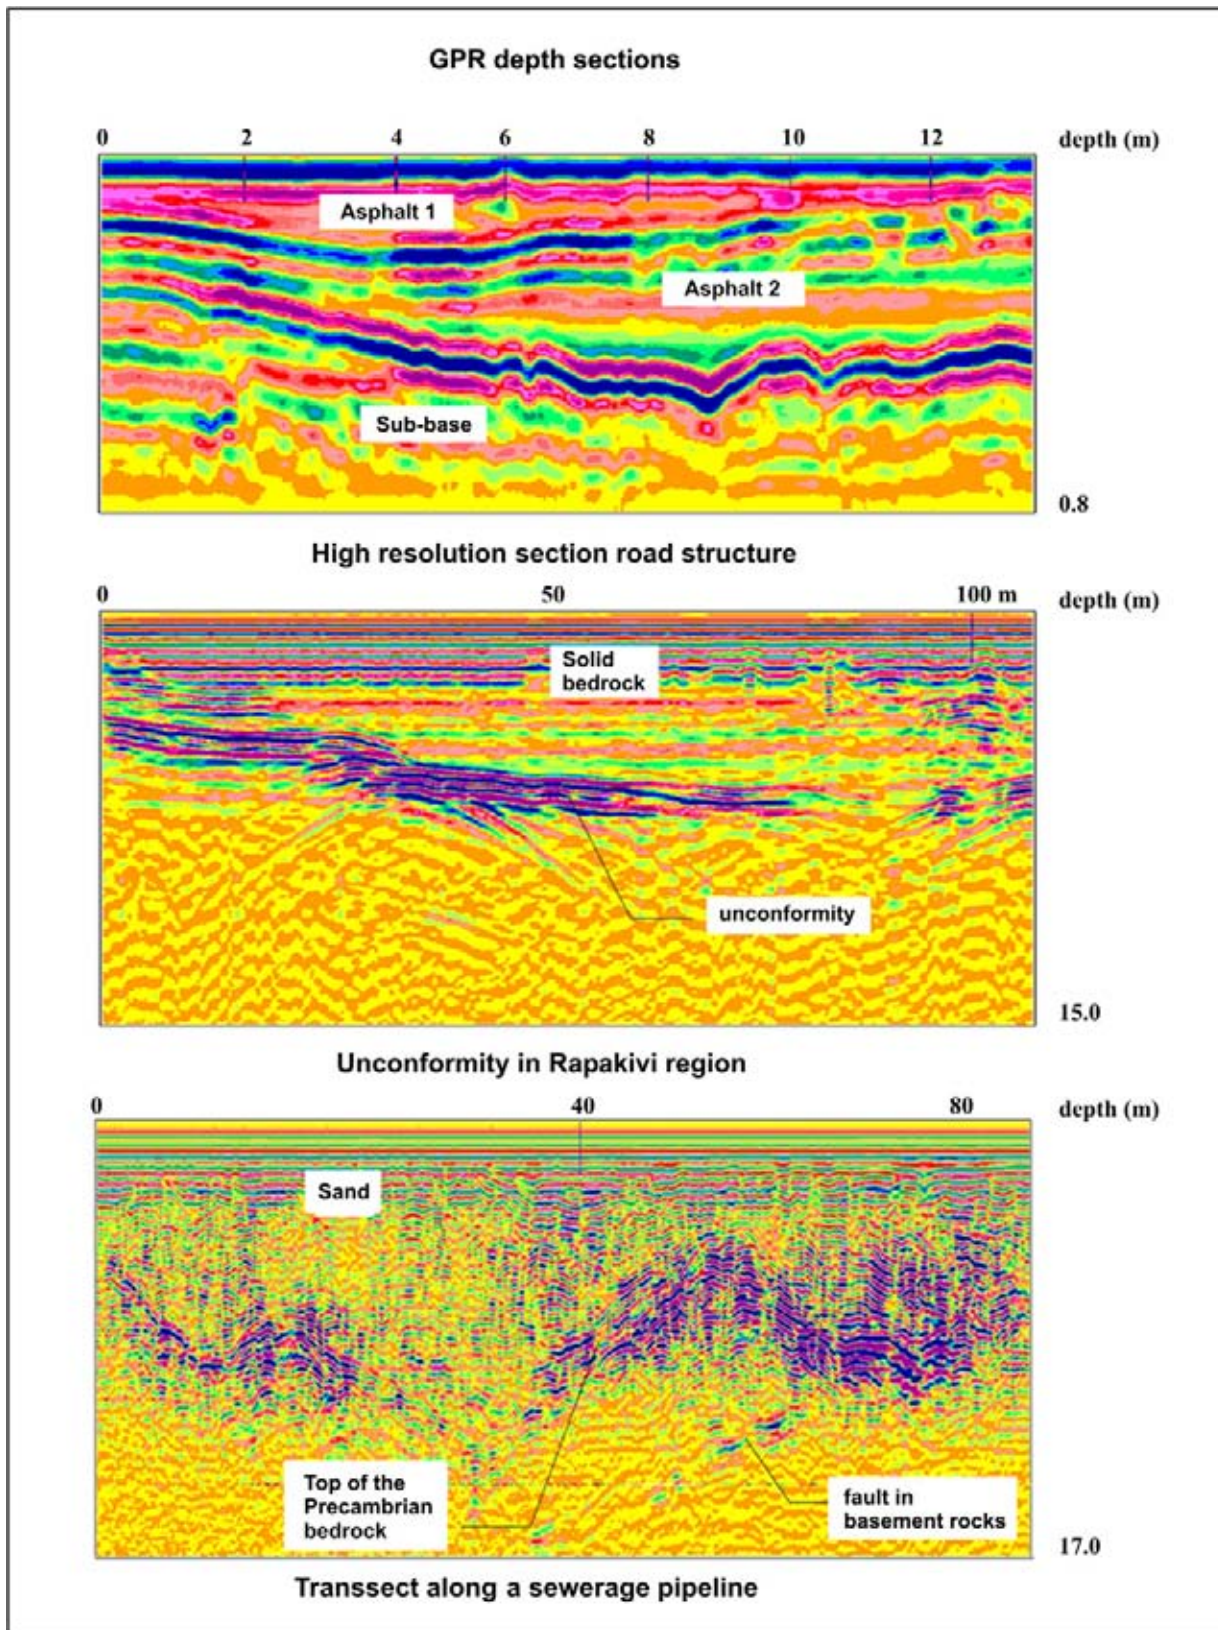 GPR depth sections
0 2 4 6 8 10 12 depth (m)
Asphalt 1
Asphalt 2
Sub-base
0.8
High resolution section road structure
0 50 100 m depth (m)
Solid
bedrock
unconformity
15.0
Unconformity in Rapakivi region
0 40 80 depth (m)
Sand
Top of the
Precambrian
bedrock
fault in
basement rocks
17.0
Transsect along a sewerage pipeline